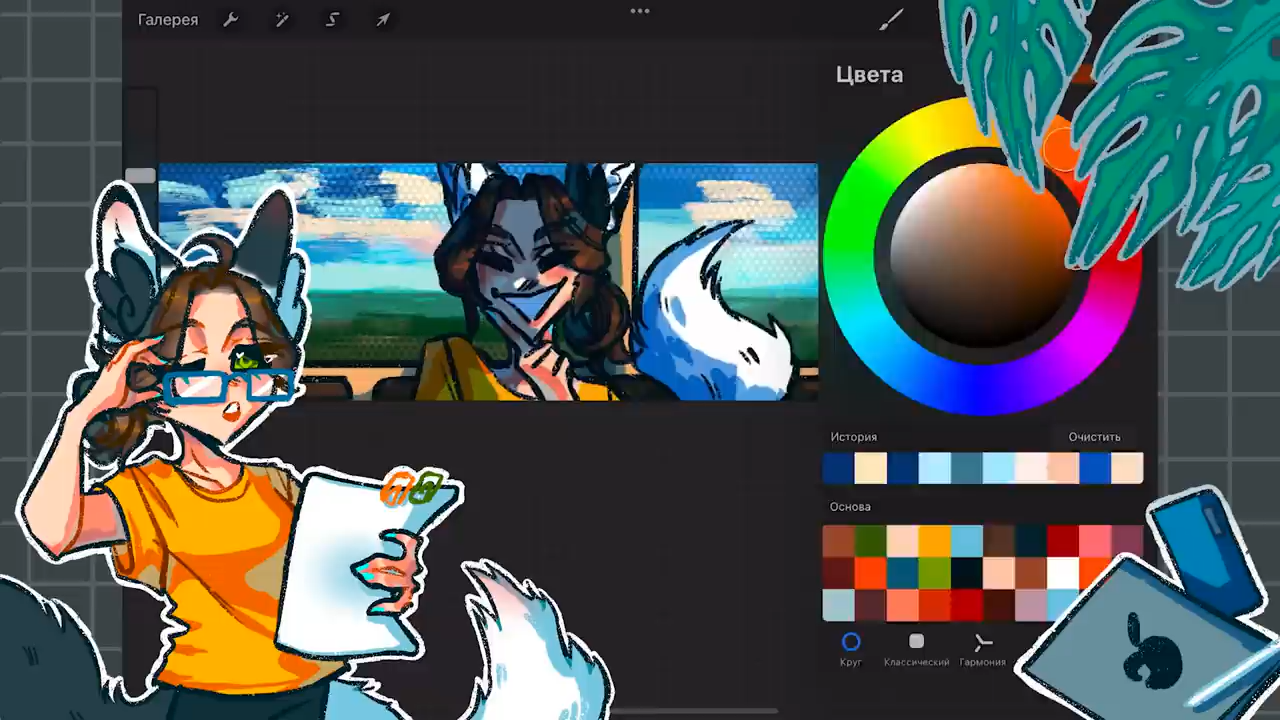 Галерея
Цвета
История
Очистить
Основа
Круг
Классический
Гармония